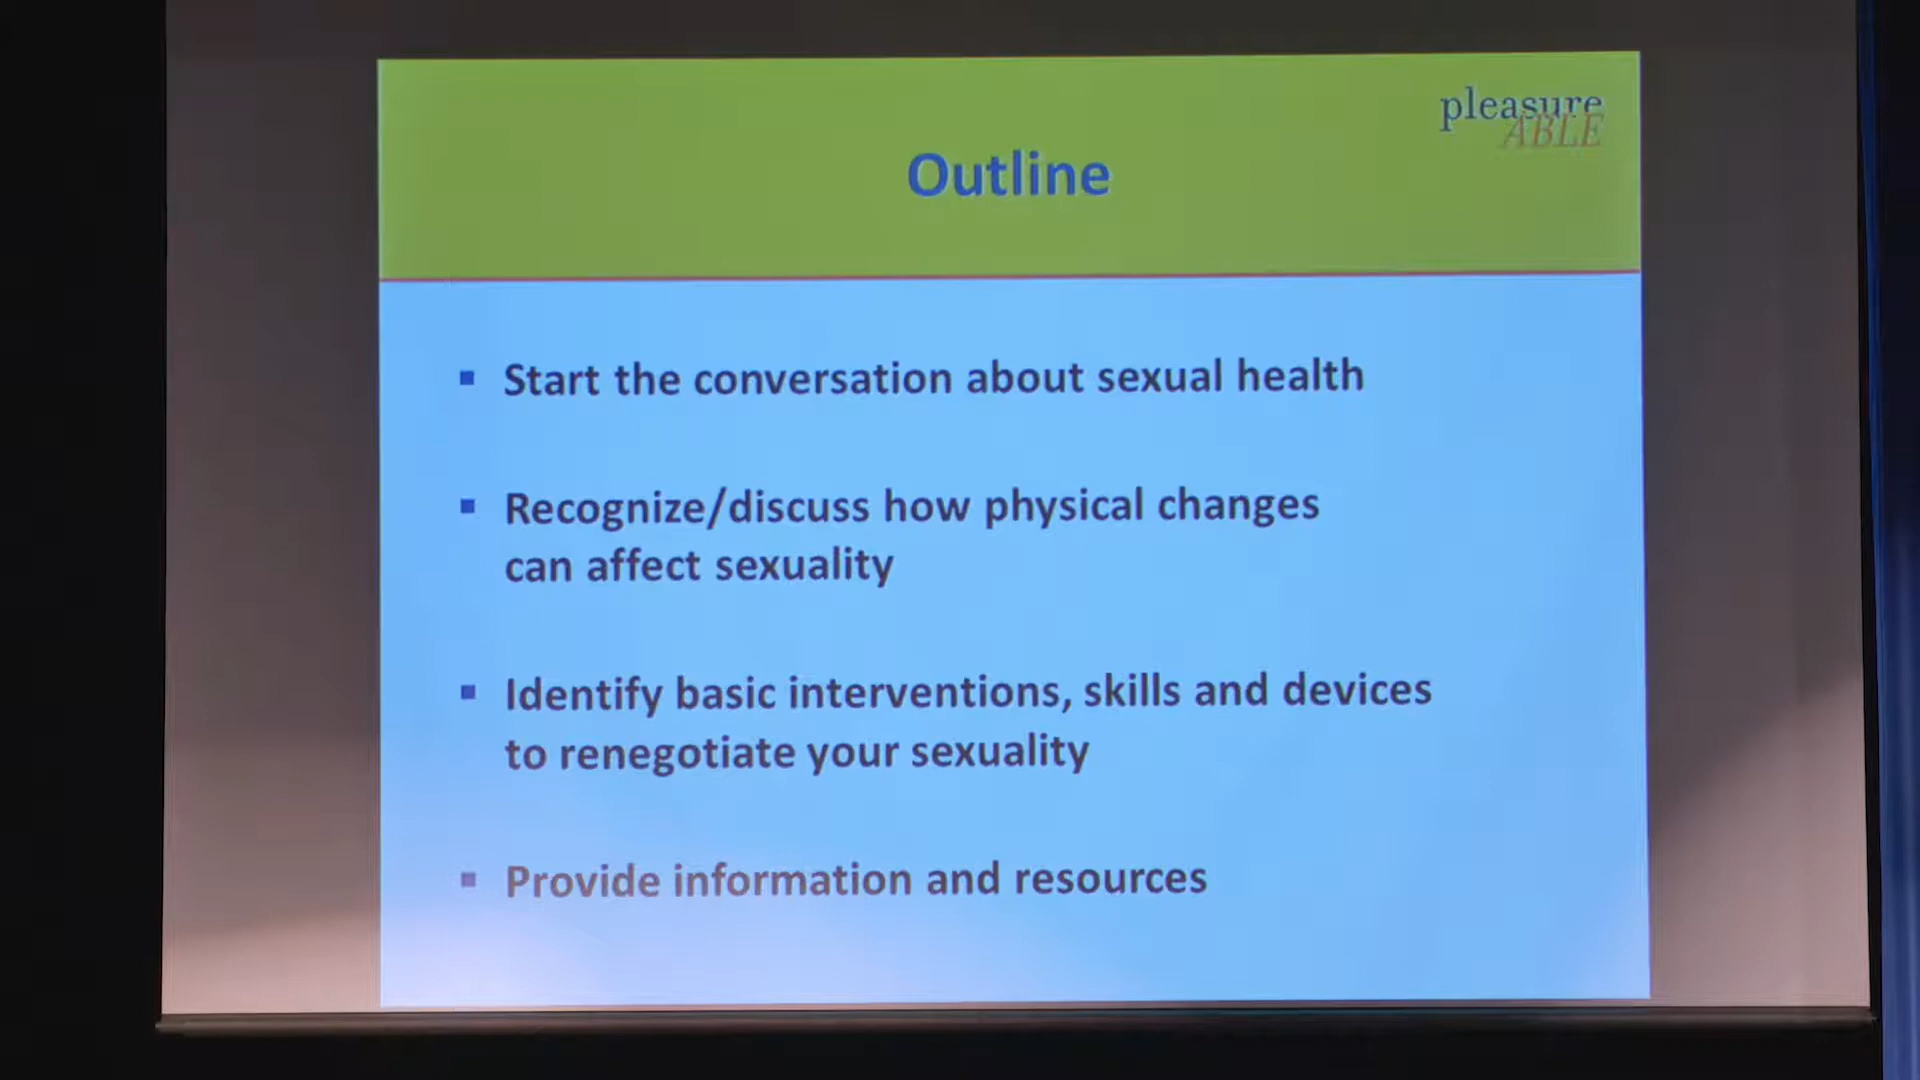 pleasure
ABLE
Outline
▪ Start the conversation about sexual health
▪ Recognize/discuss how physical changes
can affect sexuality
▪ Identify basic interventions, skills and devices
to renegotiate your sexuality
▪ Provide information and resources